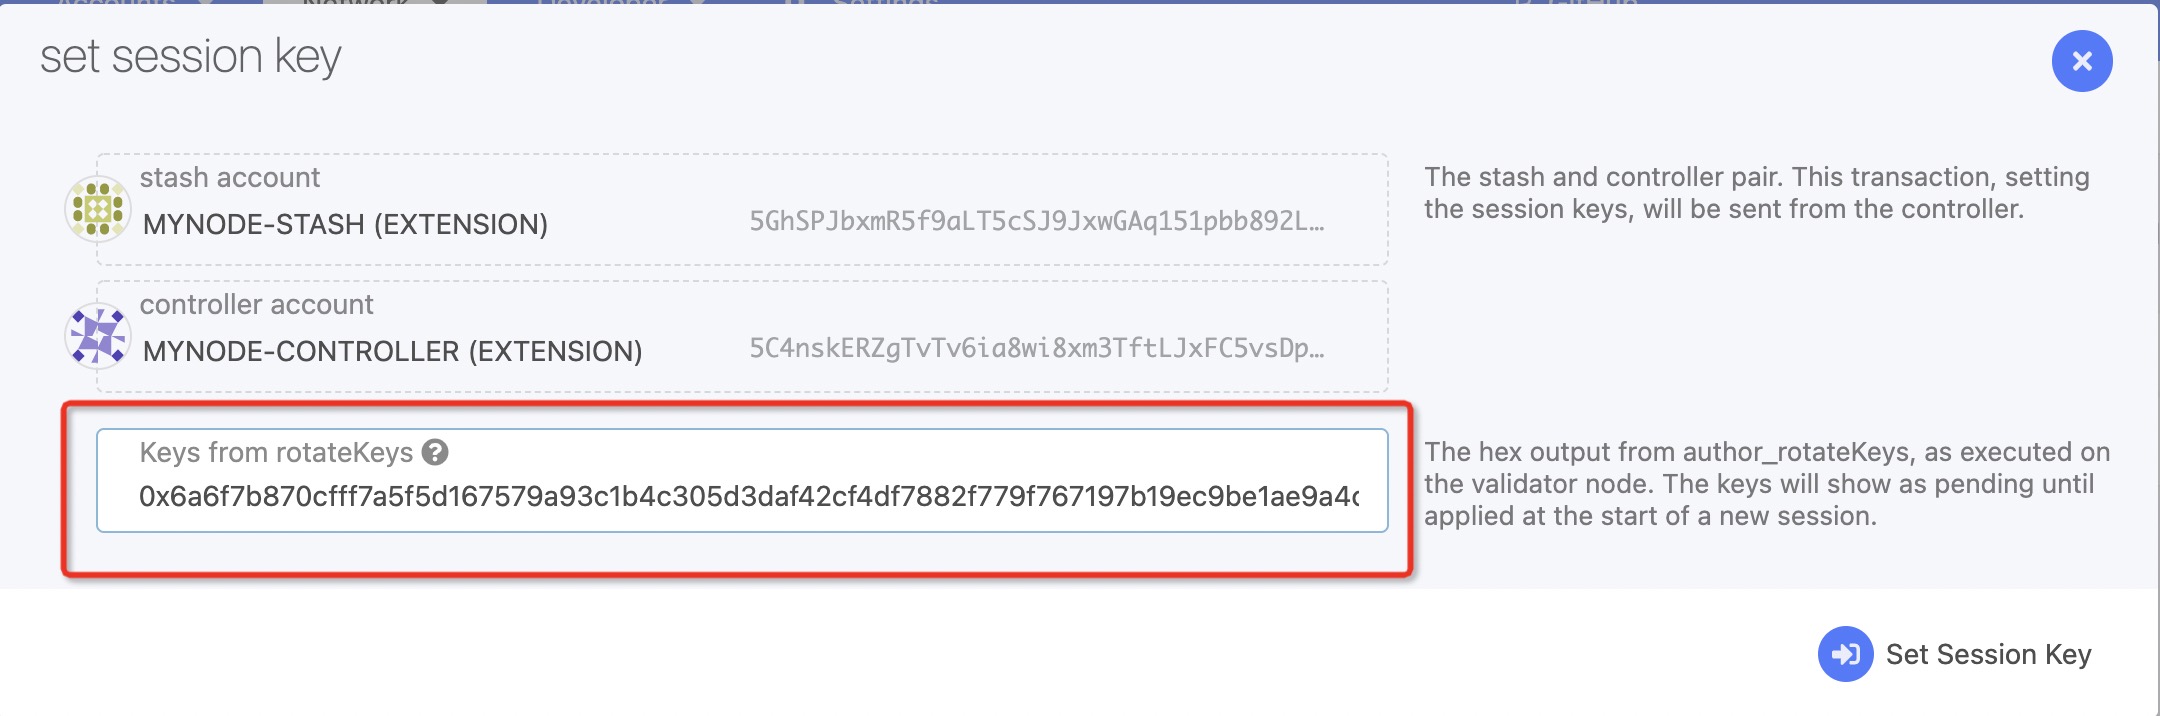 set session key
stash account
MYNODE-STASH (EXTENSION) 5GhSPJbxmR5f9aLT5cSJ9JxwGAq151pbb892L…
The stash and controller pair. This transaction, setting
the session keys, will be sent from the controller.
controller account
MYNODE-CONTROLLER (EXTENSION) 5C4nskERZgTvTv6ia8wi8xm3TftLJxFC5vsDp…
Keys from rotateKeys
0x6a6f7b870cfff7a5f5d167579a93c1b4c305d3daf42cf4df7882f779f767197b19ec9be1ae9a4c
The hex output from author_rotateKeys, as executed on
the validator node. The keys will show as pending until
applied at the start of a new session.
Set Session Key